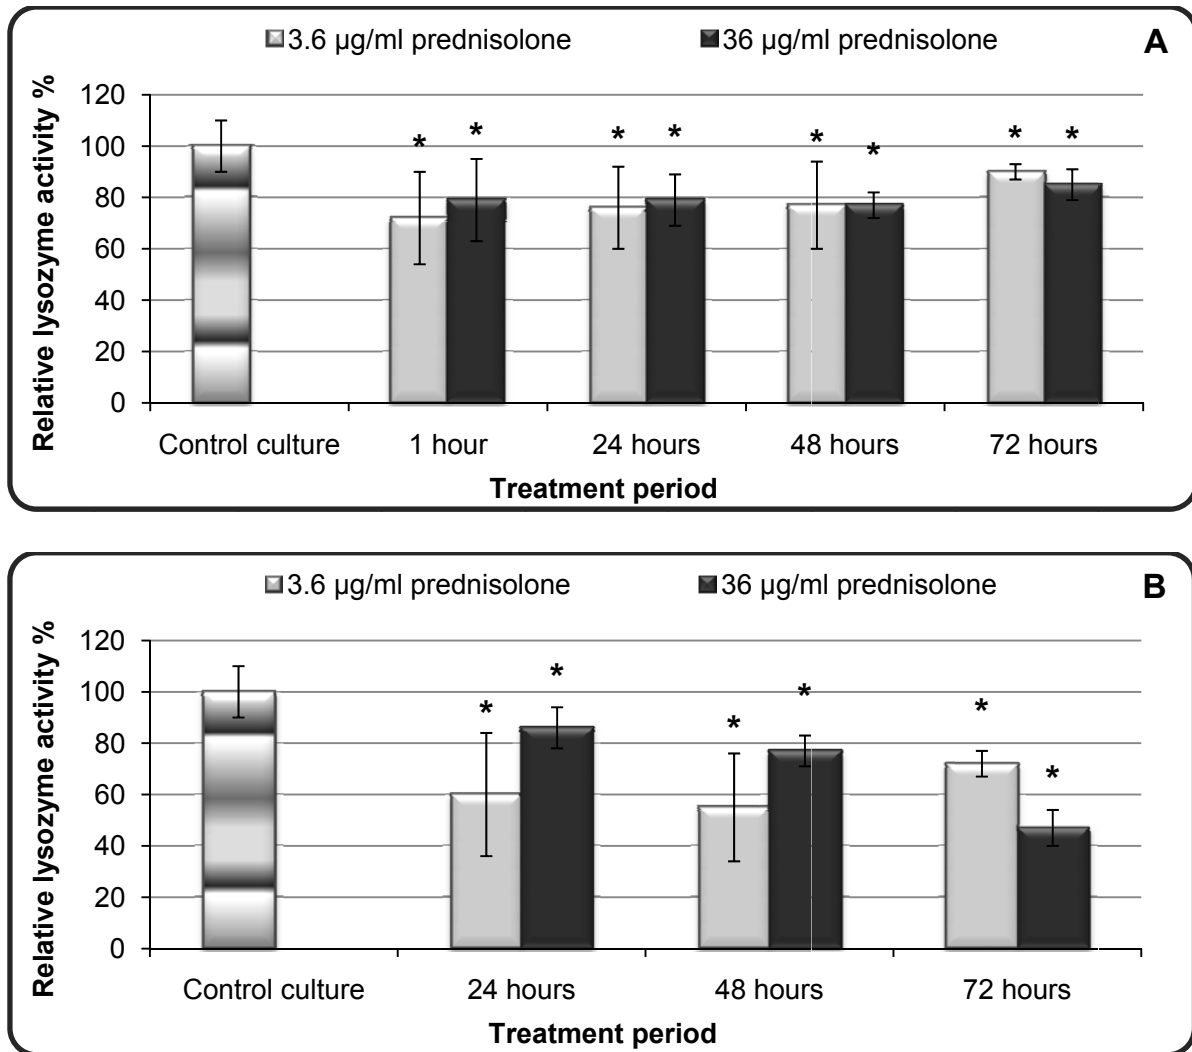 3.6 µg/ml prednisolone 36 µg/ml prednisolone A
Relative lysozyme activity %
120
100
80
60
40
20
0
* * * * * * * *
Control culture 1 hour 24 hours 48 hours 72 hours
Treatment period
3.6 µg/ml prednisolone 36 µg/ml prednisolone B
Relative lysozyme activity %
120
100
80
60
40
20
0
* * * * * *
Control culture 24 hours 48 hours 72 hours
Treatment period